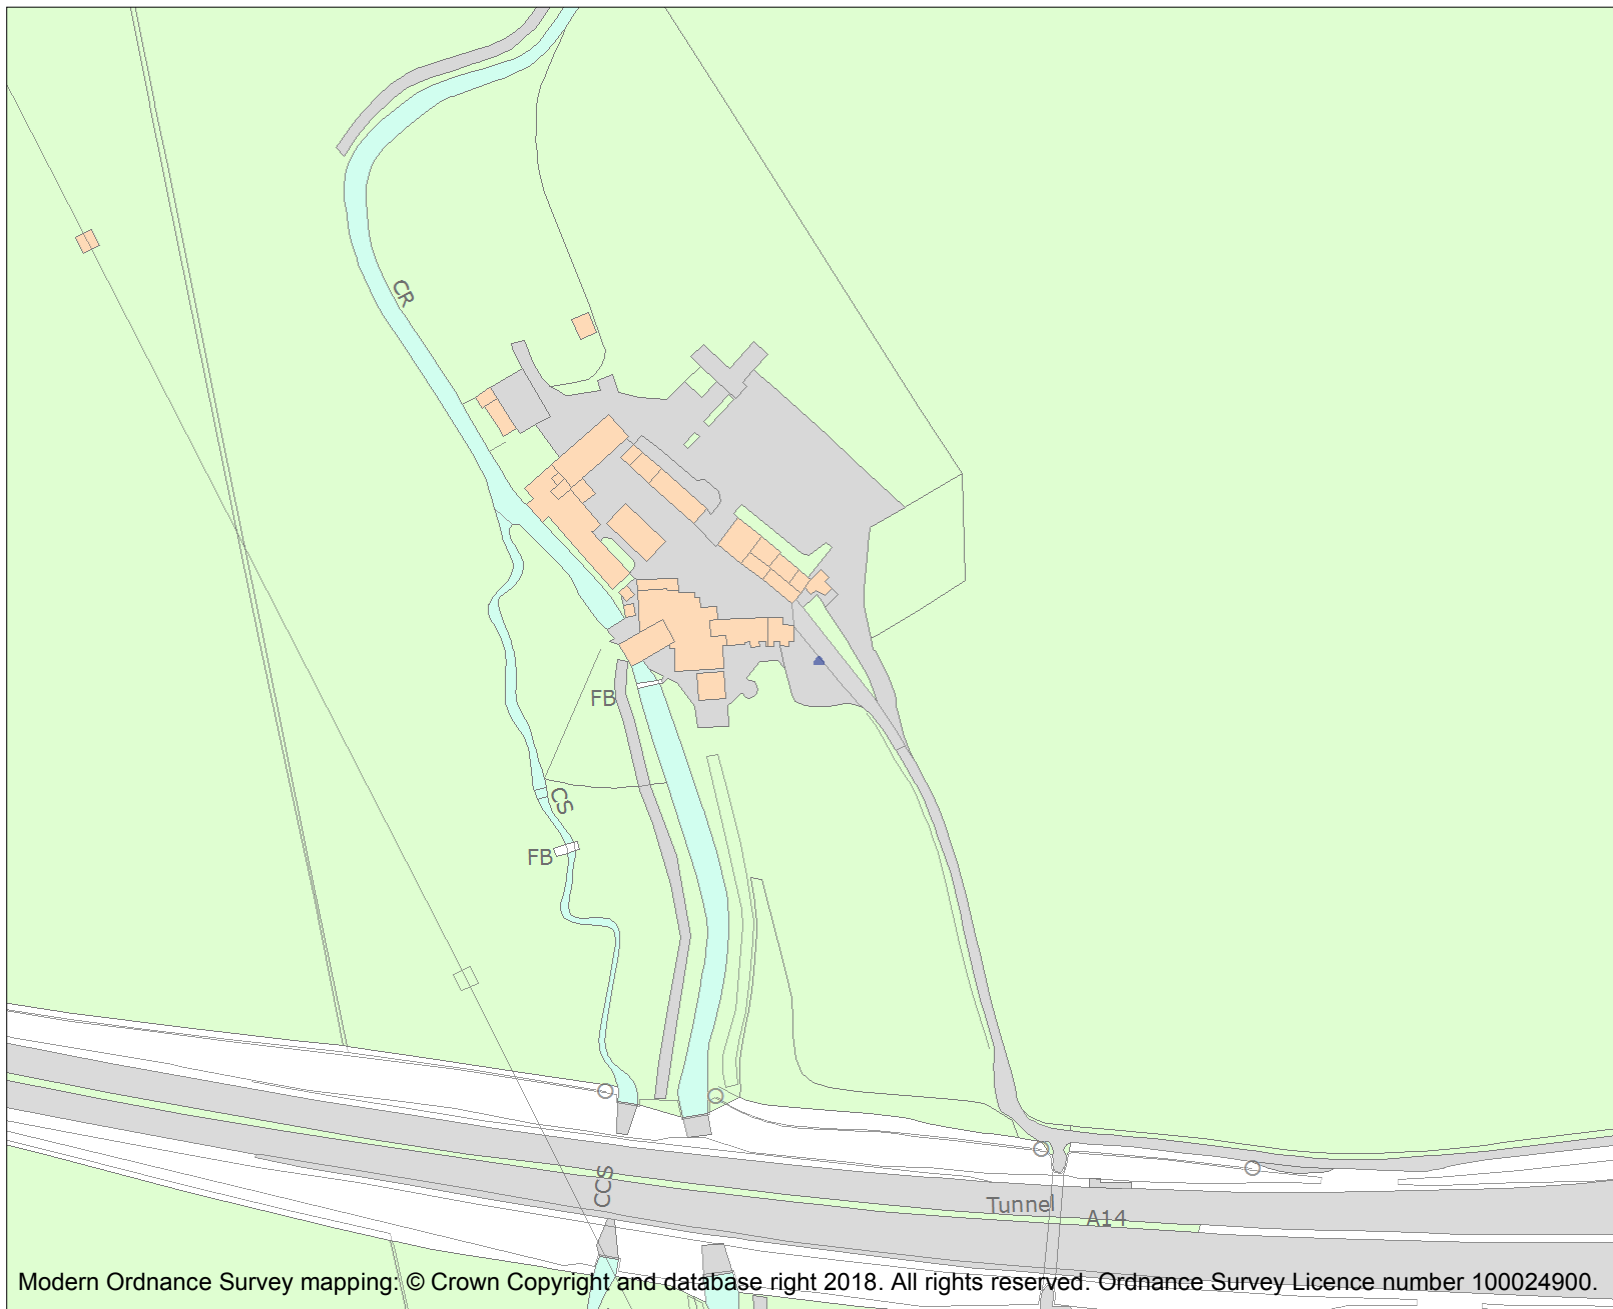 CR
FB
CS
FB
CCS
Tunnel
A14
Modern Ordnance Survey mapping: © Crown Copyright and database right 2018. All rights reserved. Ordnance Survey Licence number 100024900.